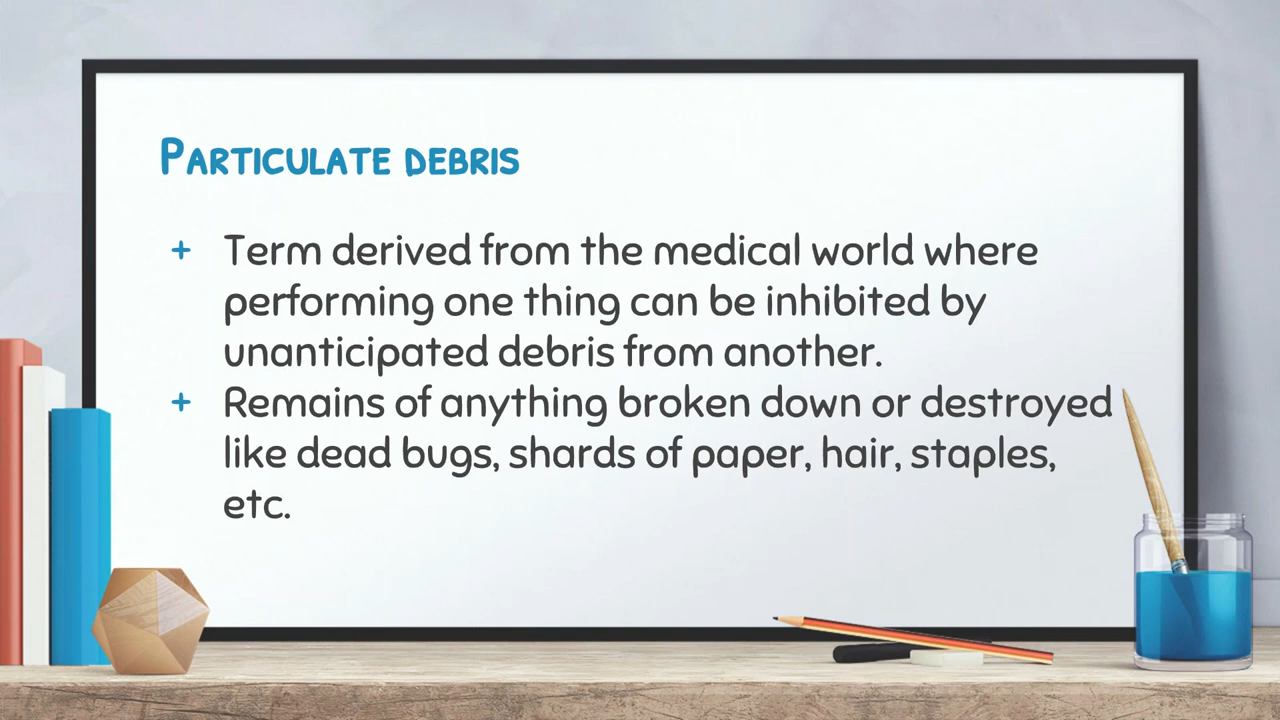 Particulate debris
+ Term derived from the medical world where
performing one thing can be inhibited by
unanticipated debris from another.
+ Remains of anything broken down or destroyed
like dead bugs, shards of paper, hair, staples,
etc.